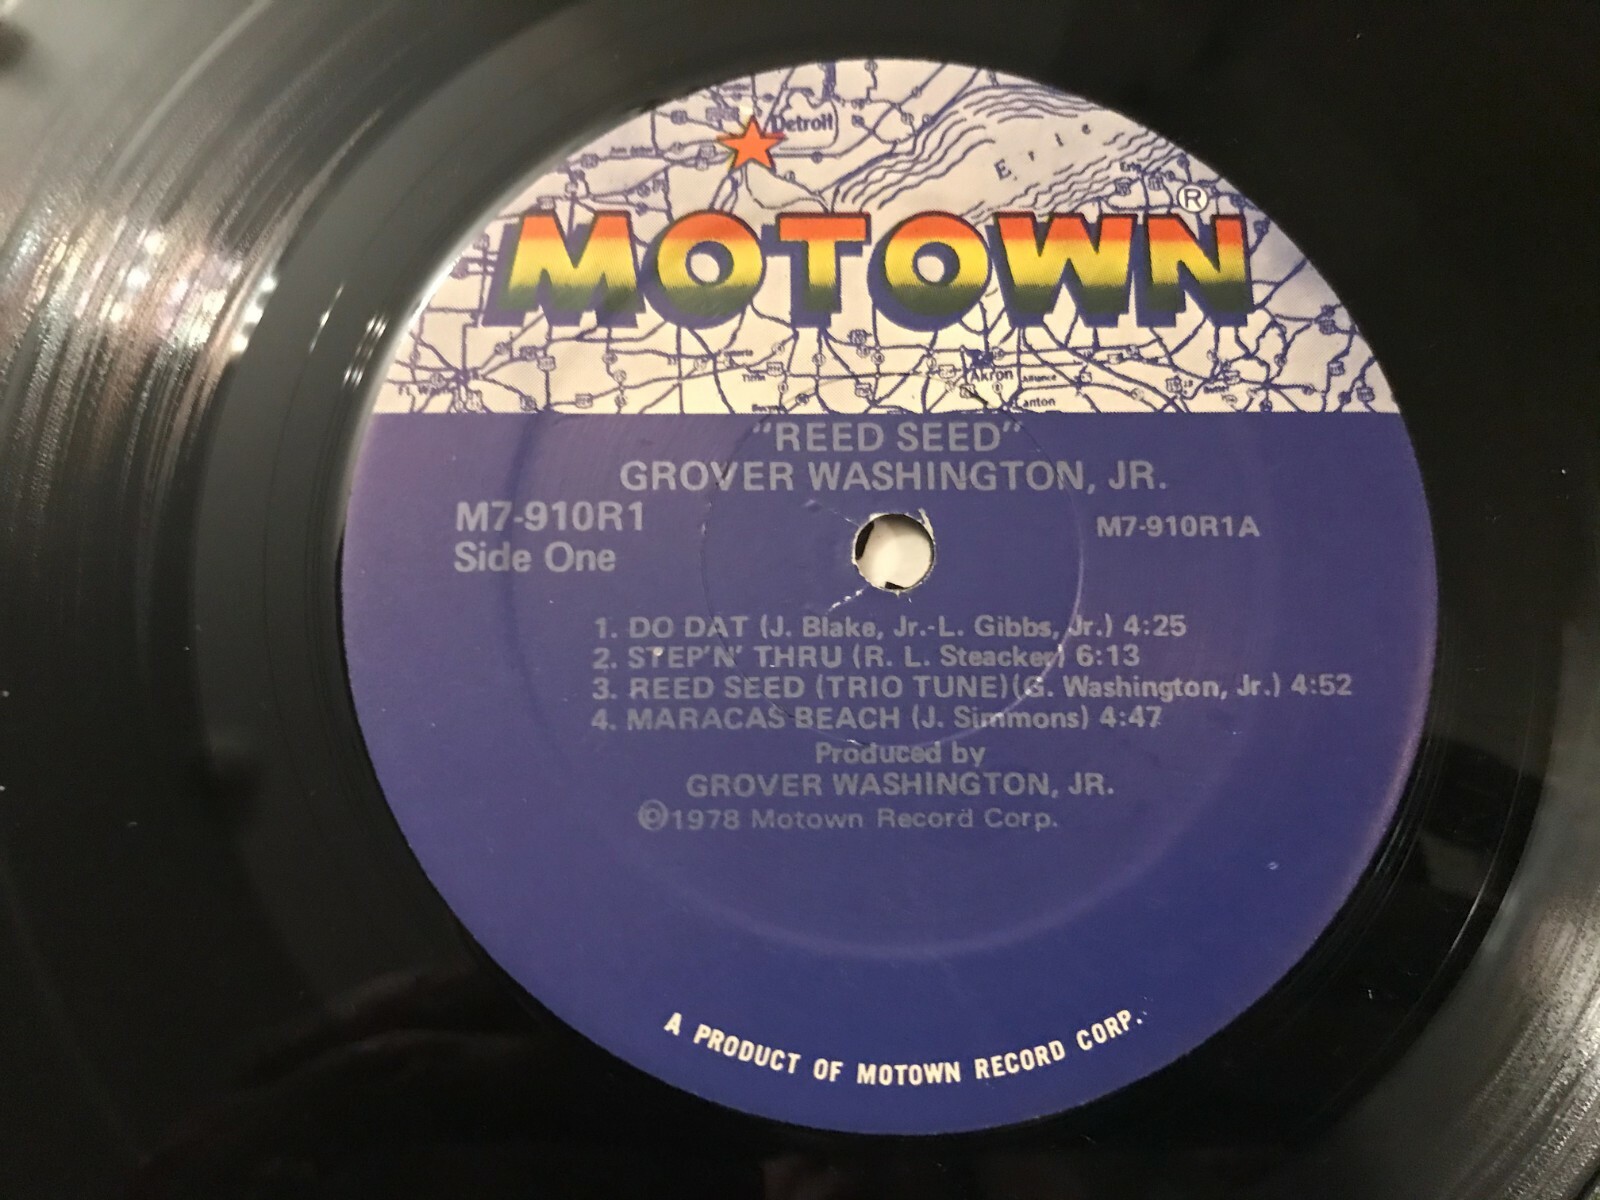 Detroit
Erie
Erie
®
MOTOWN
Akron
Alliance
Canton
"REED SEED"
GROVER WASHINGTON, JR.
M7-910R1
M7-910R1A
Side One
1. DO DAT (J. Blake, Jr.-L. Gibbs, Jr.) 4:25
2. STEP'N' THRU (R. L. Steacker) 6:13
3. REED SEED (TRIO TUNE)(G. Washington, Jr.) 4:52
4. MARACAS BEACH (J. Simmons) 4:47
Produced by
GROVER WASHINGTON, JR.
℗1978 Motown Record Corp.
A PRODUCT OF MOTOWN RECORD CORP.